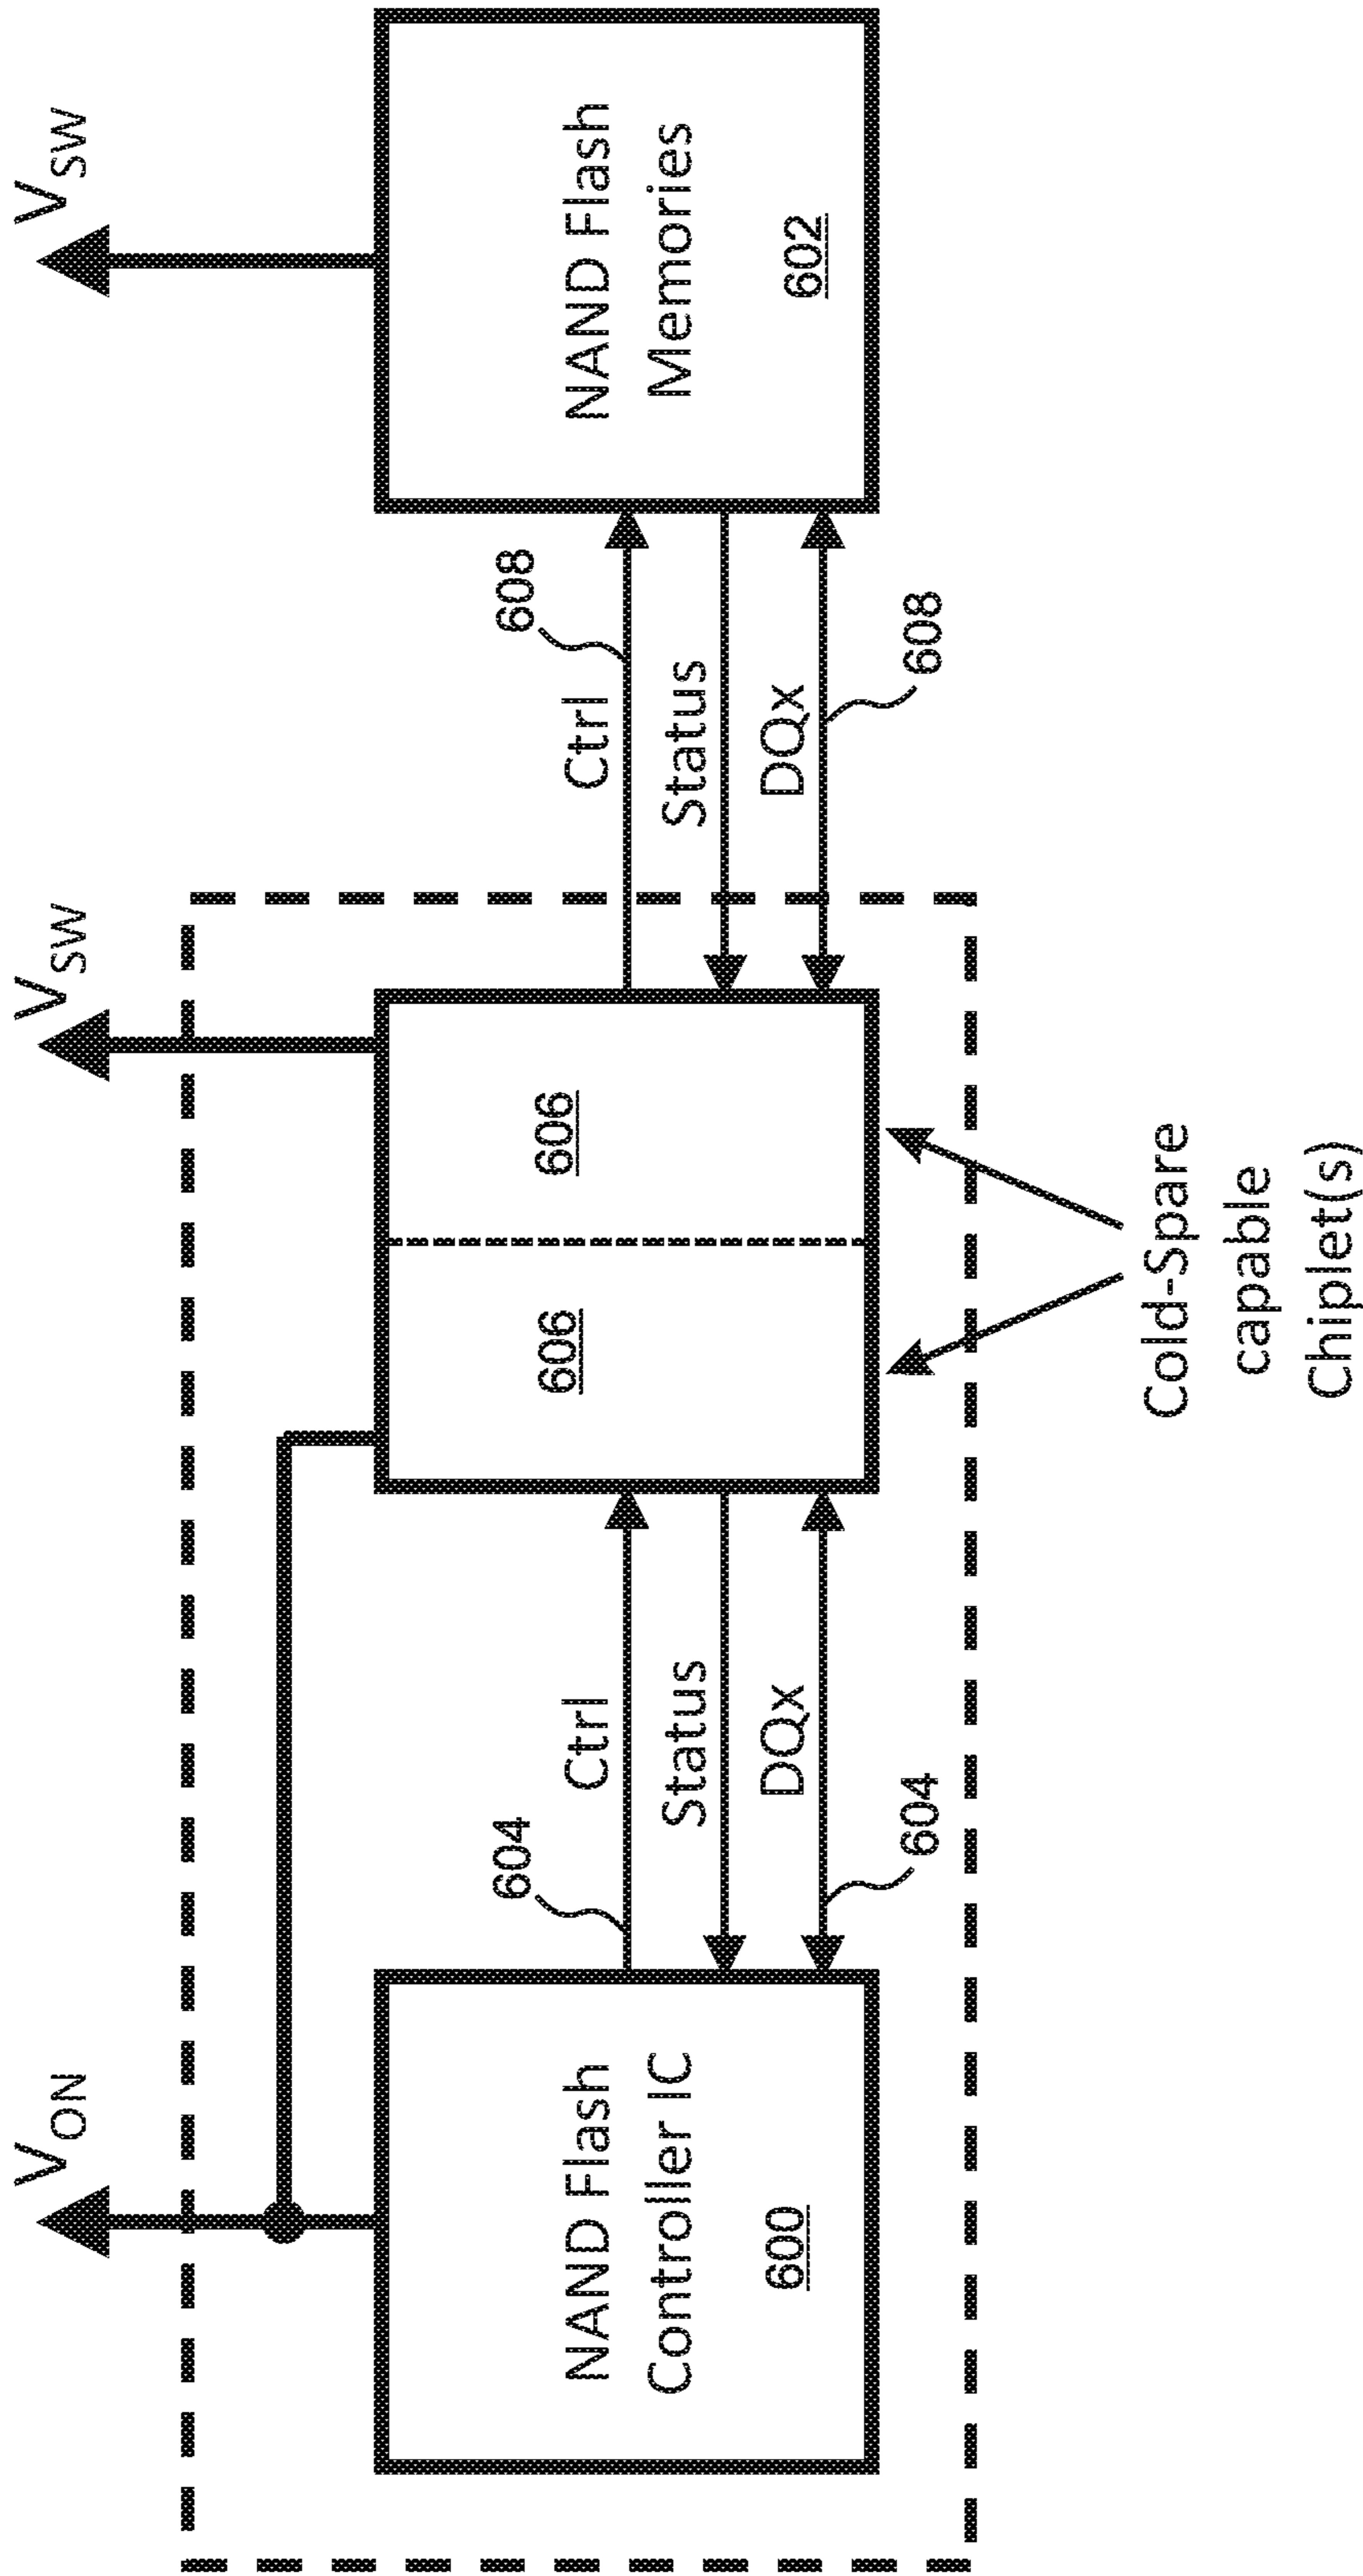 V_ON
V_SW
V_SW
NAND Flash
Controller IC
600
604
Ctrl
Status
DQx
604
606
606
608
Ctrl
Status
DQx
608
NAND Flash
Memories
602
Cold-Spare
capable
Chiplet(s)